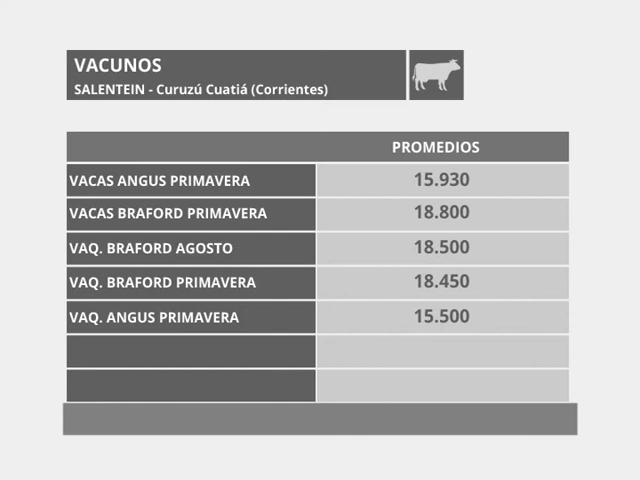 VACUNOS
SALENTEIN - Curuzú Cuatiá (Corrientes)
PROMEDIOS
VACAS ANGUS PRIMAVERA 15.930
VACAS BRAFORD PRIMAVERA 18.800
VAQ. BRAFORD AGOSTO 18.500
VAQ. BRAFORD PRIMAVERA 18.450
VAQ. ANGUS PRIMAVERA 15.500